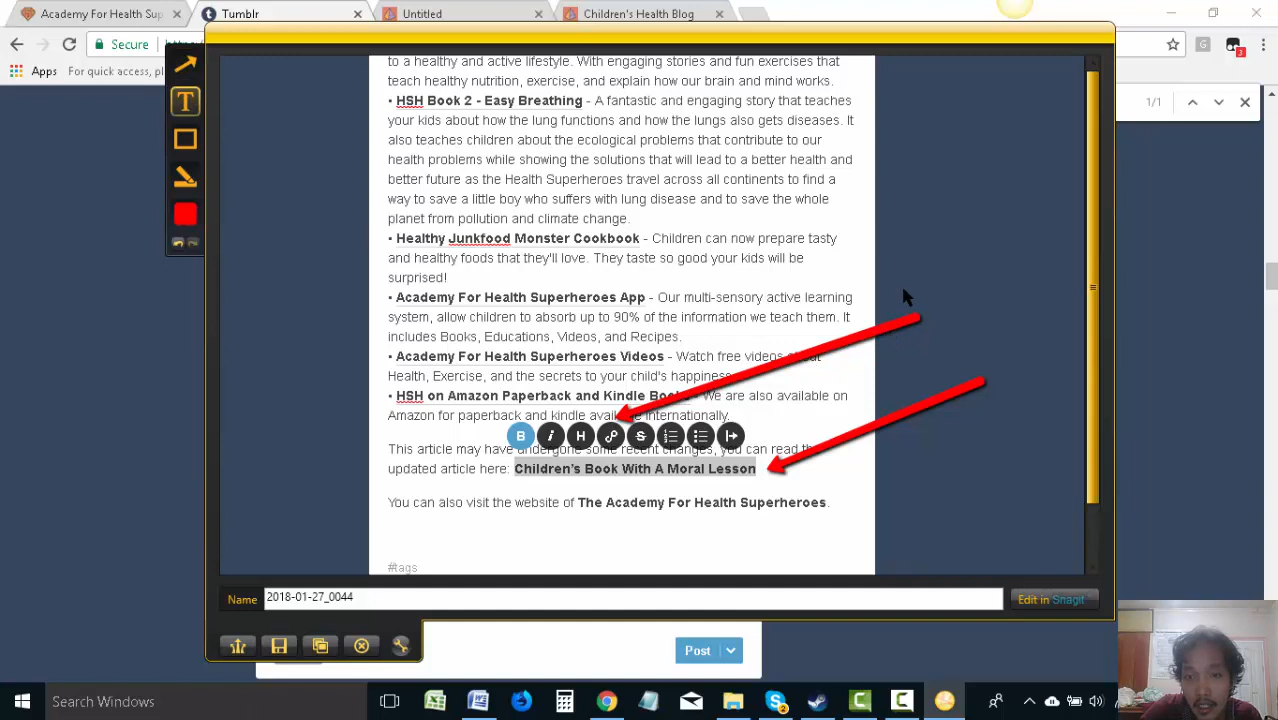 Academy For Health Sup
Tumblr
Untitled
Children's Health Blog
Secure
Apps
For quick access, pl
1/1
to a healthy and active lifestyle. With engaging stories and fun exercises that
teach healthy nutrition, exercise, and explain how our brain and mind works.
• HSH Book 2 - Easy Breathing - A fantastic and engaging story that teaches
your kids about how the lung functions and how the lungs also gets diseases. It
also teaches children about the ecological problems that contribute to our
health problems while showing the solutions that will lead to a better health and
better future as the Health Superheroes travel across all continents to find a
way to save a little boy who suffers with lung disease and to save the whole
planet from pollution and climate change.
• Healthy Junkfood Monster Cookbook - Children can now prepare tasty
and healthy foods that they'll love. They taste so good your kids will be
surprised!
• Academy For Health Superheroes App - Our multi-sensory active learning
system, allow children to absorb up to 90% of the information we teach them. It
includes Books, Educations, Videos, and Recipes.
• Academy For Health Superheroes Videos - Watch free videos about
Health, Exercise, and the secrets to your child's happiness
• HSH on Amazon Paperback and Kindle Books - We are also available on
Amazon for paperback and kindle available internationally.
B i H S
This article may have undergone some recent changes, you can read the
updated article here: Children's Book With A Moral Lesson
You can also visit the website of The Academy For Health Superheroes.
#tags
Name 2018-01-27_0044
Edit in Snagit
Post
Search Windows